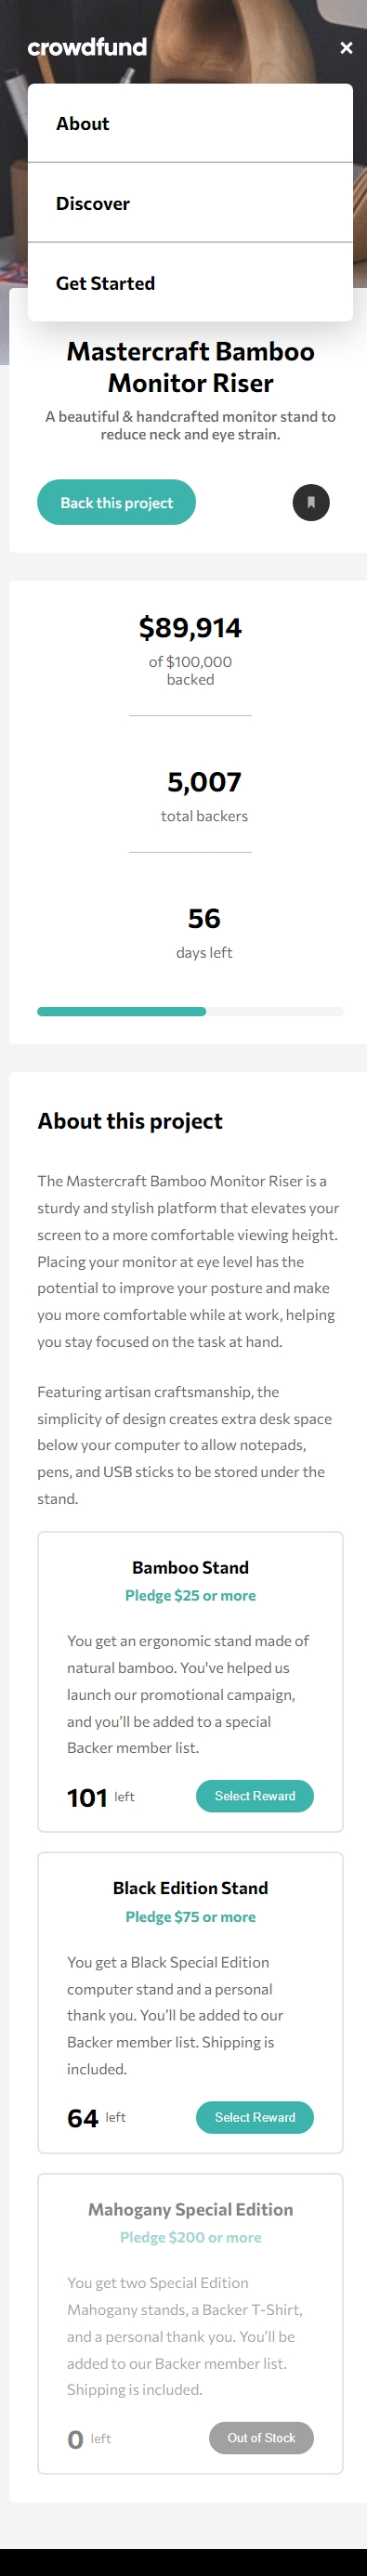 crowdfund
About
Discover
Get Started
Mastercraft Bamboo
Monitor Riser
A beautiful & handcrafted monitor stand to
reduce neck and eye strain.
Back this project
$89,914
of $100,000
backed
5,007
total backers
56
days left
About this project
The Mastercraft Bamboo Monitor Riser is a
sturdy and stylish platform that elevates your
screen to a more comfortable viewing height.
Placing your monitor at eye level has the
potential to improve your posture and make
you more comfortable while at work, helping
you stay focused on the task at hand.
Featuring artisan craftsmanship, the
simplicity of design creates extra desk space
below your computer to allow notepads,
pens, and USB sticks to be stored under the
stand.
Bamboo Stand
Pledge $25 or more
You get an ergonomic stand made of
natural bamboo. You've helped us
launch our promotional campaign,
and you’ll be added to a special
Backer member list.
101 left
Select Reward
Black Edition Stand
Pledge $75 or more
You get a Black Special Edition
computer stand and a personal
thank you. You’ll be added to our
Backer member list. Shipping is
included.
64 left
Select Reward
Mahogany Special Edition
Pledge $200 or more
You get two Special Edition
Mahogany stands, a Backer T-Shirt,
and a personal thank you. You’ll be
added to our Backer member list.
Shipping is included.
0 left
Out of Stock